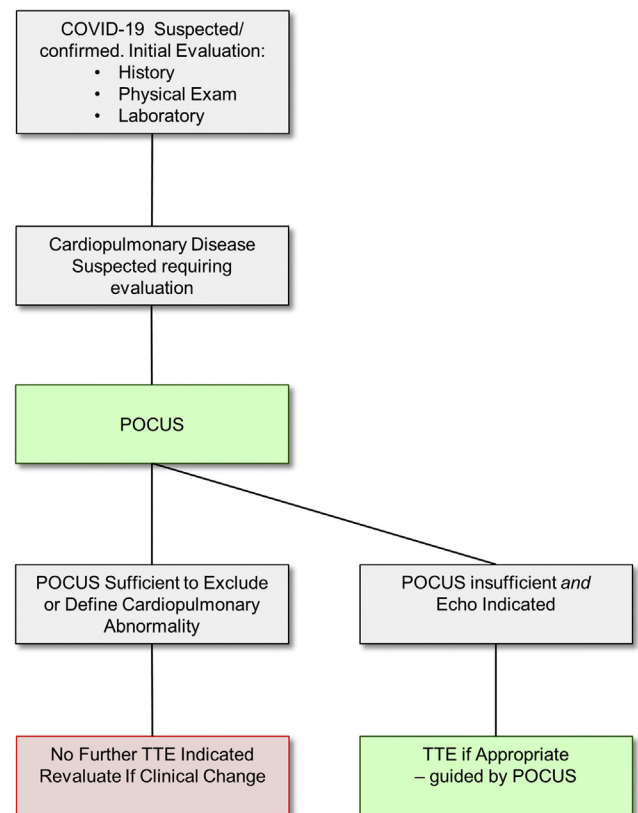 COVID-19 Suspected/
confirmed. Initial Evaluation:
• History
• Physical Exam
• Laboratory
Cardiopulmonary Disease
Suspected requiring
evaluation
POCUS
POCUS Sufficient to Exclude
or Define Cardiopulmonary
Abnormality
POCUS insufficient and
Echo Indicated
No Further TTE Indicated
Revaluate If Clinical Change
TTE if Appropriate
– guided by POCUS